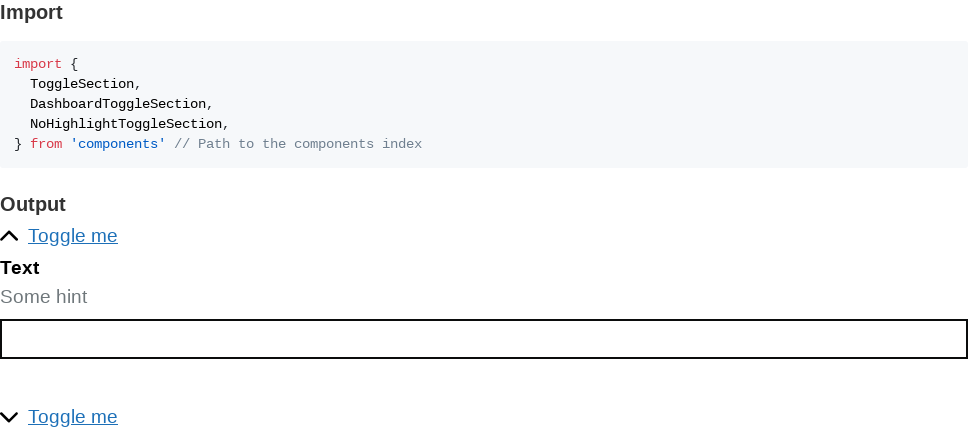 Import
import {
  ToggleSection,
  DashboardToggleSection,
  NoHighlightToggleSection,
} from 'components' // Path to the components index
Output
Toggle me
Text
Some hint
Toggle me